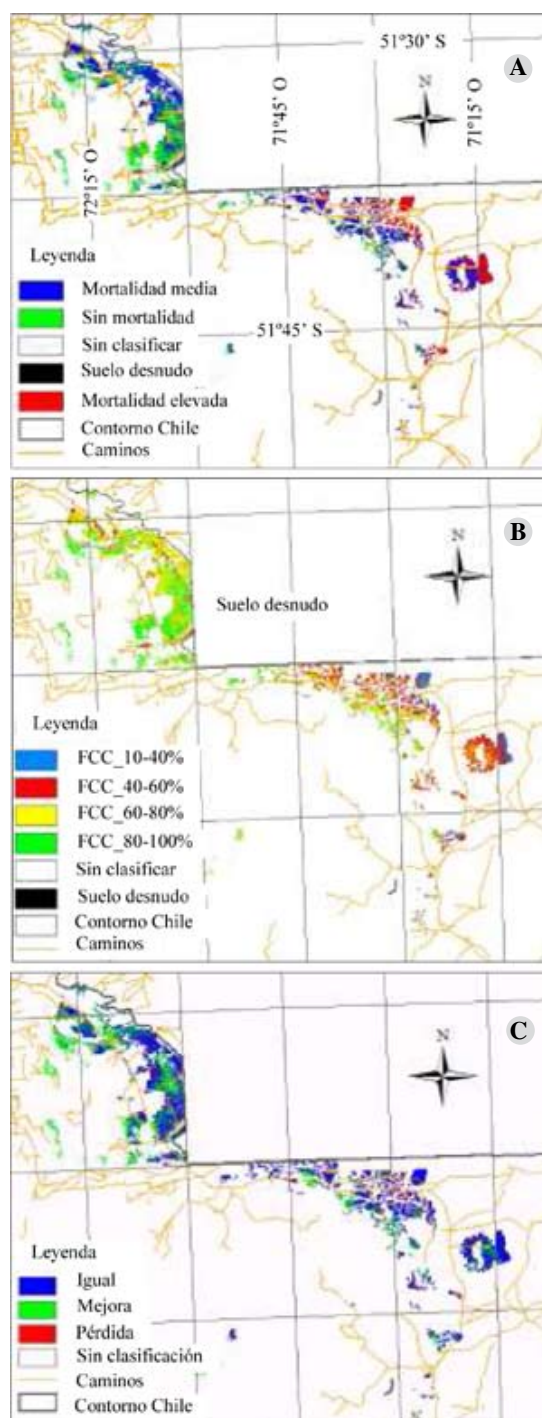 A
51°30’ S
N
71°45’ O
71°15’ O
72°15’ O
Leyenda
Mortalidad media
Sin mortalidad
51°45’ S
Sin clasificar
Suelo desnudo
Mortalidad elevada
Contorno Chile
Caminos
B
N
Suelo desnudo
Leyenda
FCC_10-40%
FCC_40-60%
FCC_60-80%
FCC_80-100%
Sin clasificar
Suelo desnudo
Contorno Chile
Caminos
C
N
Leyenda
Igual
Mejora
Pérdida
Sin clasificación
Caminos
Contorno Chile